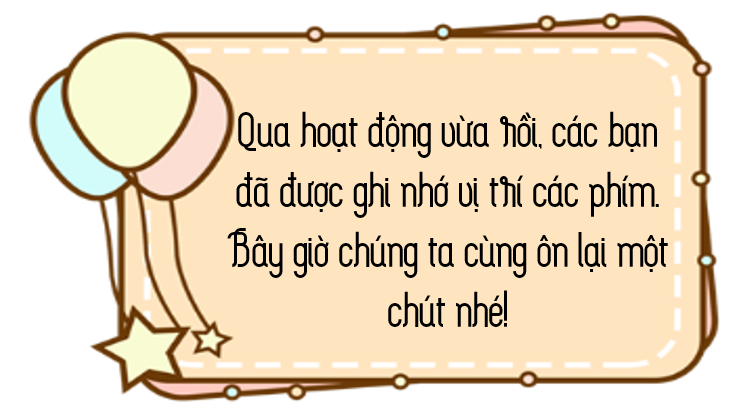 Qua hoạt động vừa rồi, các bạn
đã được ghi nhớ vị trí các phím.
Bây giờ chúng ta cùng ôn lại một
chút nhé!